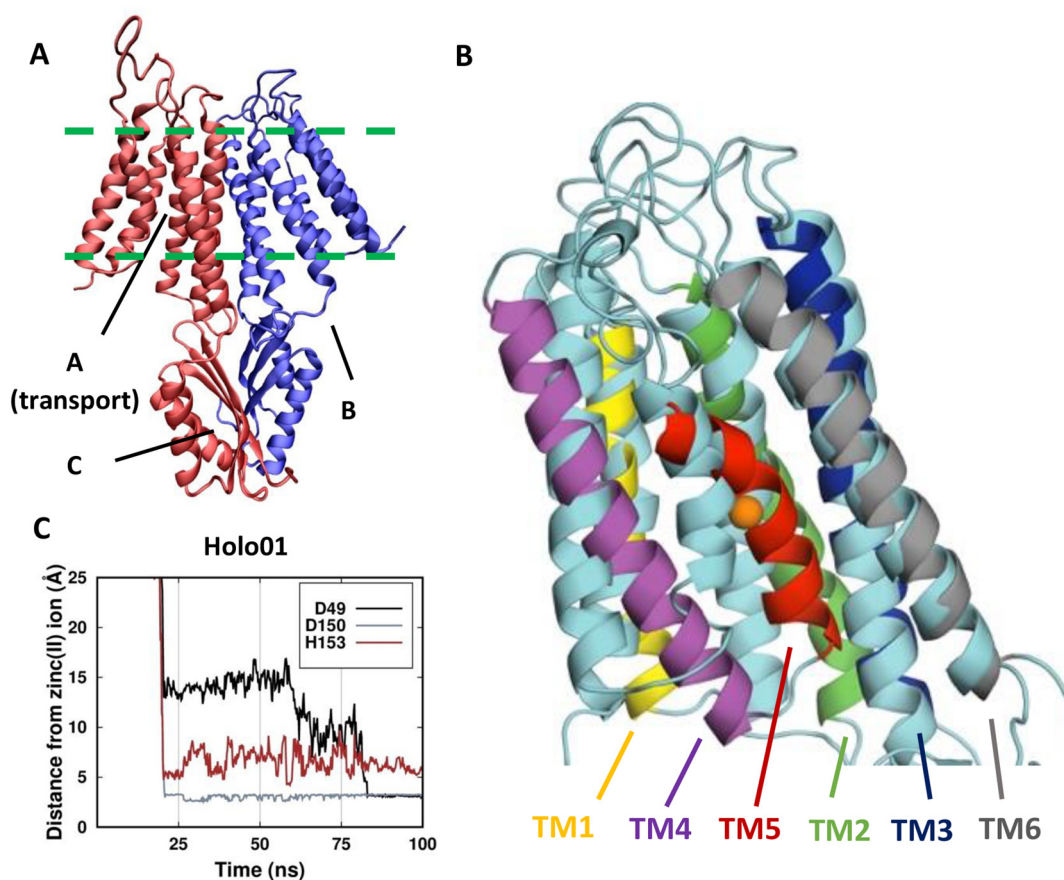 A
B
A
(transport)
B
C
C
Holo01
Distance from zinc(II) ion (Å)
25
20
15
10
5
0
D49
D150
H153
25
50
75
100
Time (ns)
TM1
TM4
TM5
TM2
TM3
TM6